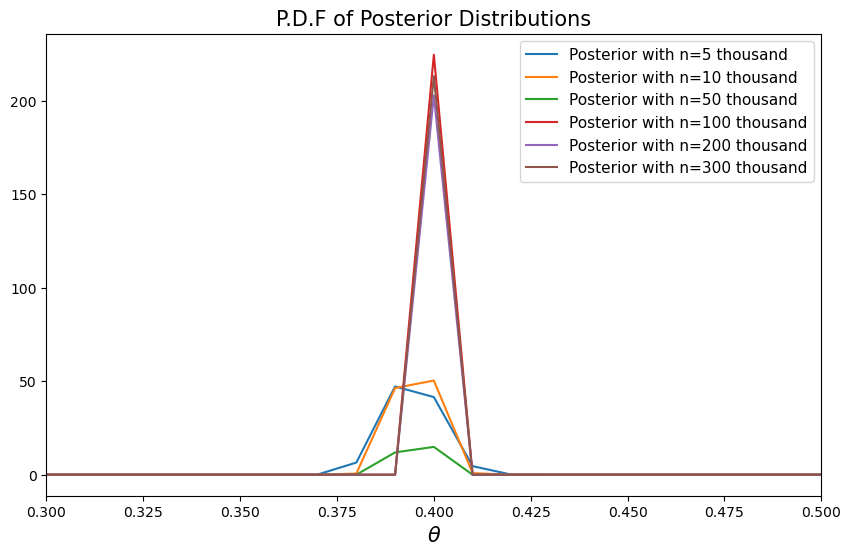 P.D.F of Posterior Distributions
Posterior with n=5 thousand
Posterior with n=10 thousand
Posterior with n=50 thousand
Posterior with n=100 thousand
Posterior with n=200 thousand
Posterior with n=300 thousand
200
150
100
50
0
0.300 0.325 0.350 0.375 0.400 0.425 0.450 0.475 0.500
θ